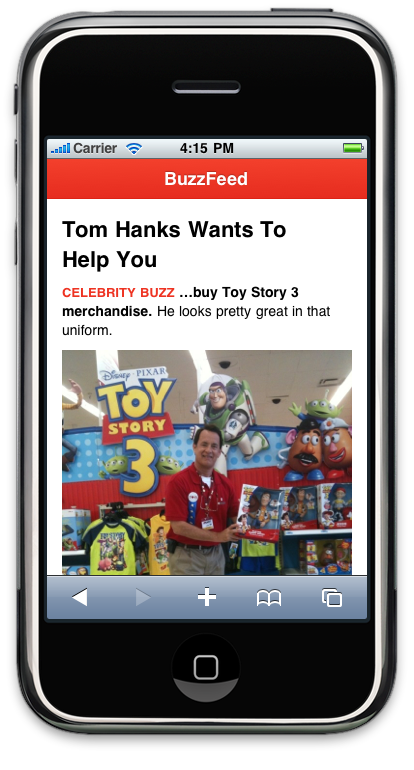 Carrier 4:15 PM
BuzzFeed
Tom Hanks Wants To
Help You
CELEBRITY BUZZ ...buy Toy Story 3
merchandise. He looks pretty great in that
uniform.
Disney · PIXAR
TOY
STORY
3